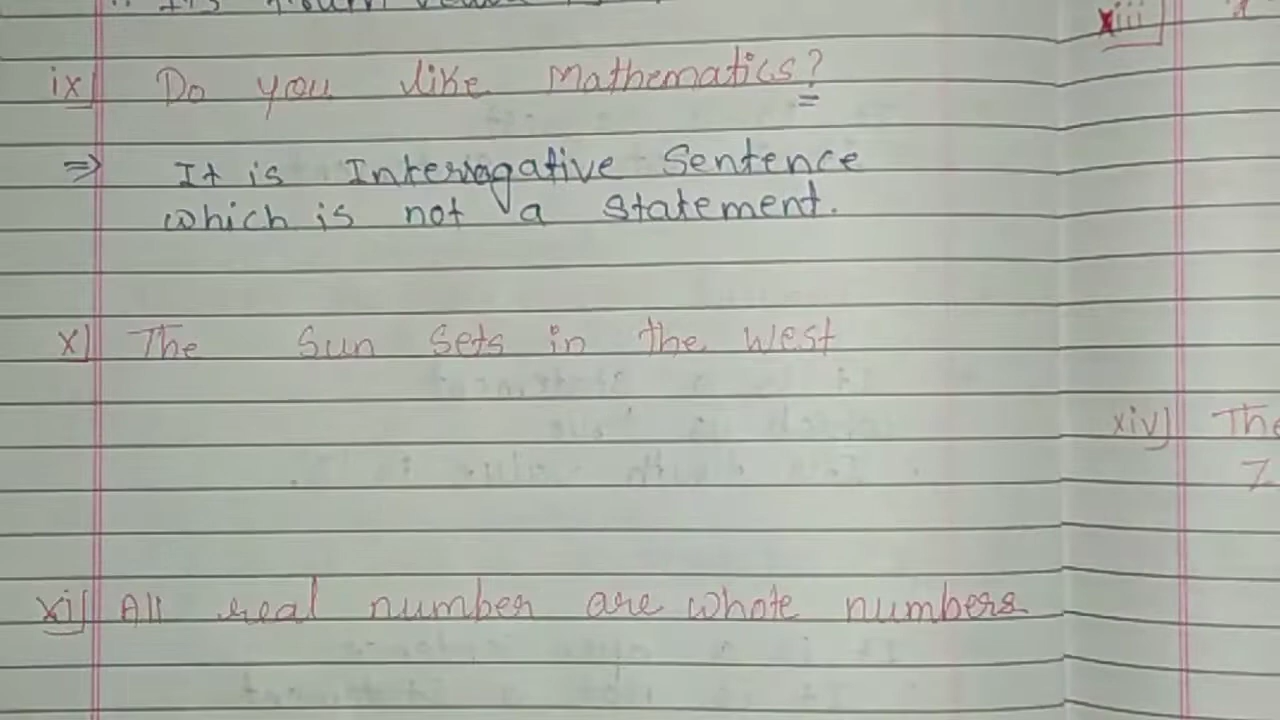 ix) Do you like Mathematics?
⇒ It is Interrogative Sentence
which is not a statement.
x) The Sun Sets in the West
xi) All real number are whole numbers
xiii)
xiv) The